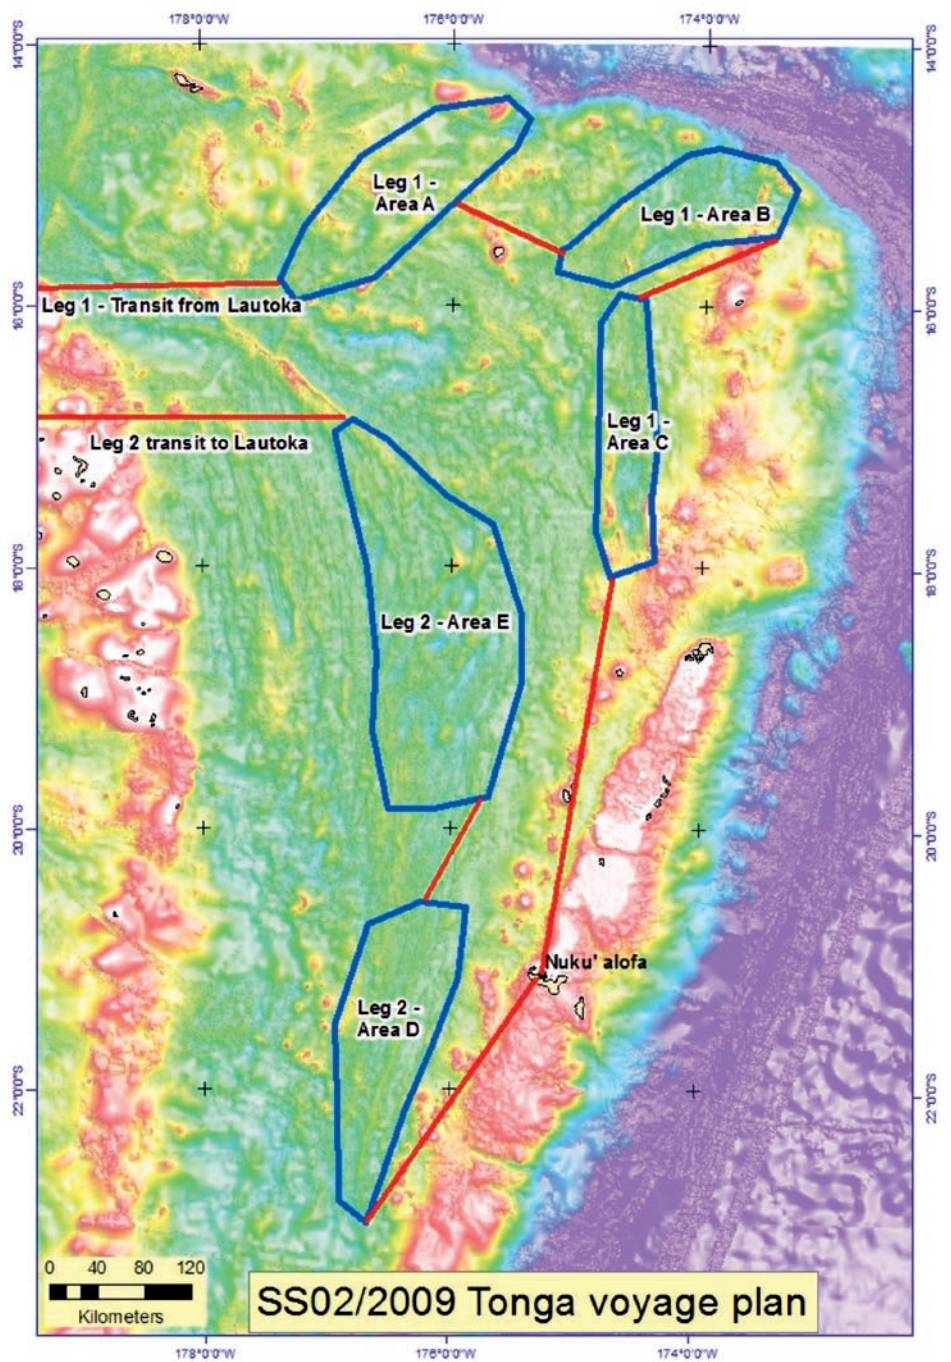 178°0'0"W 176°0'0"W 174°0'0"W
14°0'0"S 14°0'0"S
Leg 1 -
Area A
Leg 1 - Area B
Leg 1 - Transit from Lautoka
16°0'0"S 16°0'0"S
Leg 2 transit to Lautoka
Leg 1 -
Area C
18°0'0"S 18°0'0"S
Leg 2 - Area E
20°0'0"S 20°0'0"S
Nuku' alofa
Leg 2 -
Area D
22°0'0"S 22°0'0"S
0 40 80 120
Kilometers
SS02/2009 Tonga voyage plan
178°0'0"W 176°0'0"W 174°0'0"W